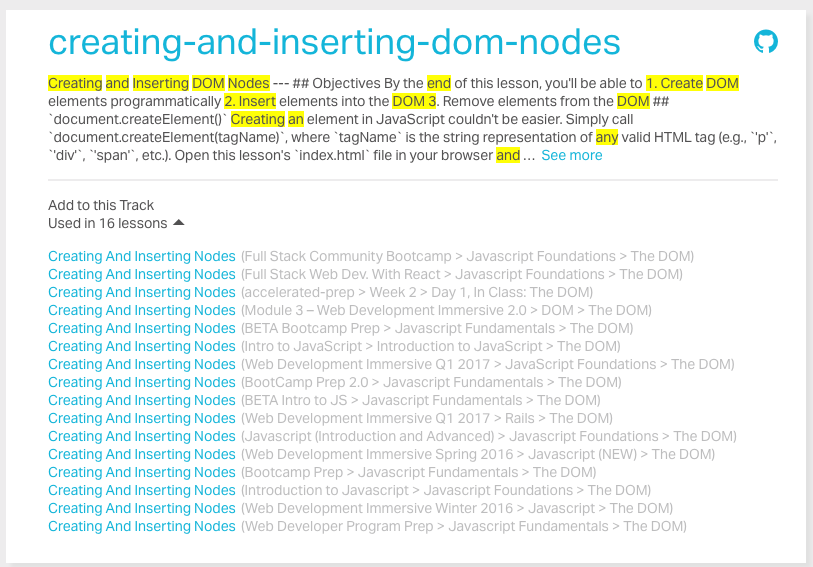 creating-and-inserting-dom-nodes
Creating and Inserting DOM Nodes --- ## Objectives By the end of this lesson, you'll be able to 1. Create DOM
elements programmatically 2. Insert elements into the DOM 3. Remove elements from the DOM ##
`document.createElement()` Creating an element in JavaScript couldn't be easier. Simply call
`document.createElement(tagName)`, where `tagName` is the string representation of any valid HTML tag (e.g., `'p'`,
`'div'`, `'span'`, etc.). Open this lesson's `index.html` file in your browser and … See more
Add to this Track
Used in 16 lessons
Creating And Inserting Nodes (Full Stack Community Bootcamp > Javascript Foundations > The DOM)
Creating And Inserting Nodes (Full Stack Web Dev. With React > Javascript Foundations > The DOM)
Creating And Inserting Nodes (accelerated-prep > Week 2 > Day 1, In Class: The DOM)
Creating And Inserting Nodes (Module 3 – Web Development Immersive 2.0 > DOM > The DOM)
Creating And Inserting Nodes (BETA Bootcamp Prep > Javascript Fundamentals > The DOM)
Creating And Inserting Nodes (Intro to JavaScript > Introduction to JavaScript > The DOM)
Creating And Inserting Nodes (Web Development Immersive Q1 2017 > JavaScript Foundations > The DOM)
Creating And Inserting Nodes (BootCamp Prep 2.0 > Javascript Fundamentals > The DOM)
Creating And Inserting Nodes (BETA Intro to JS > Javascript Fundamentals > The DOM)
Creating And Inserting Nodes (Web Development Immersive Q1 2017 > Rails > The DOM)
Creating And Inserting Nodes (Javascript (Introduction and Advanced) > Javascript Foundations > The DOM)
Creating And Inserting Nodes (Web Development Immersive Spring 2016 > Javascript (NEW) > The DOM)
Creating And Inserting Nodes (Bootcamp Prep > Javascript Fundamentals > The DOM)
Creating And Inserting Nodes (Introduction to Javascript > Javascript Foundations > The DOM)
Creating And Inserting Nodes (Web Development Immersive Winter 2016 > Javascript > The DOM)
Creating And Inserting Nodes (Web Developer Program Prep > Javascript Fundamentals > The DOM)